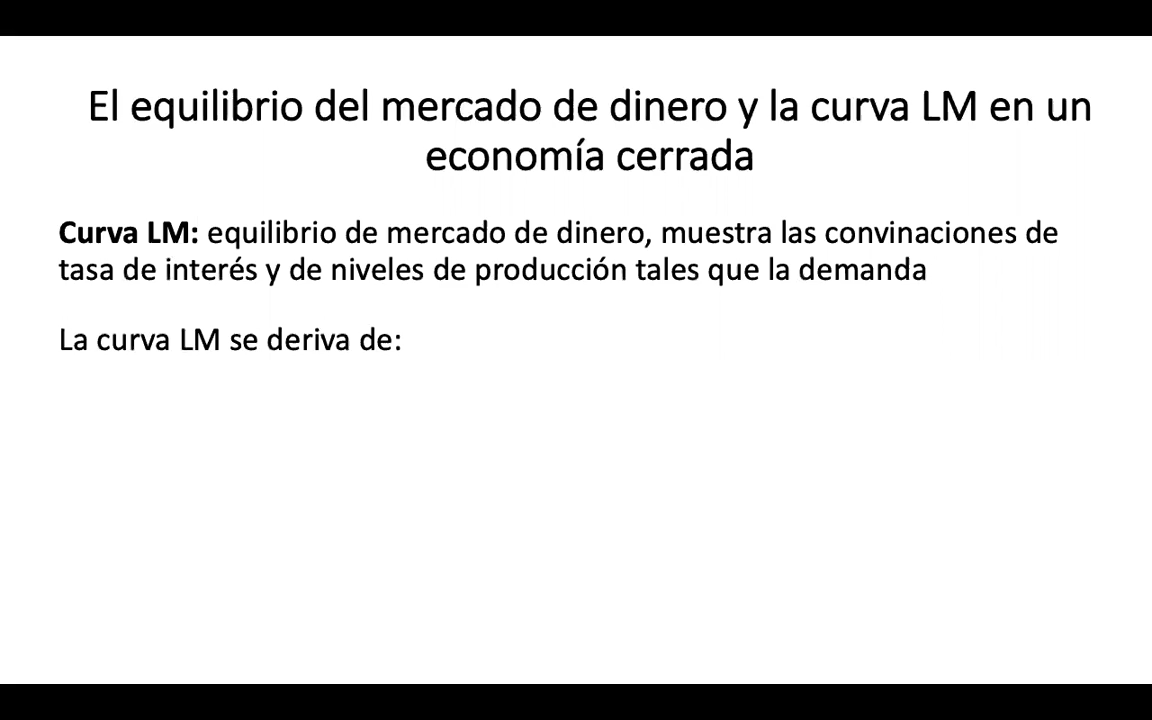 El equilibrio del mercado de dinero y la curva LM en un
economía cerrada
Curva LM: equilibrio de mercado de dinero, muestra las convinaciones de
tasa de interés y de niveles de producción tales que la demanda
La curva LM se deriva de: